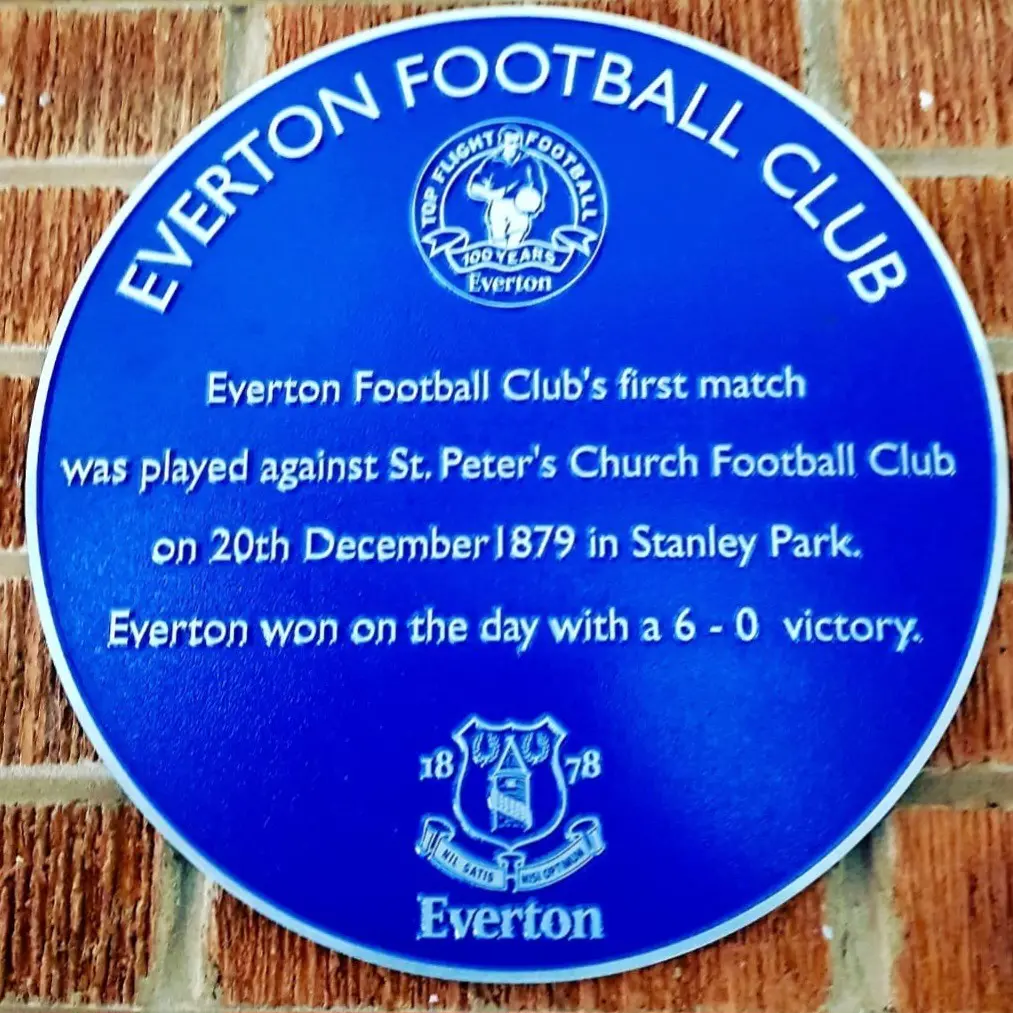 EVERTON FOOTBALL CLUB
TOP FLIGHT FOOTBALL
100 YEARS
Everton
Everton Football Club's first match
was played against St. Peter's Church Football Club
on 20th December 1879 in Stanley Park.
Everton won on the day with a 6 - 0 victory.
18 78
NIL SATIS NISI OPTIMUM
Everton